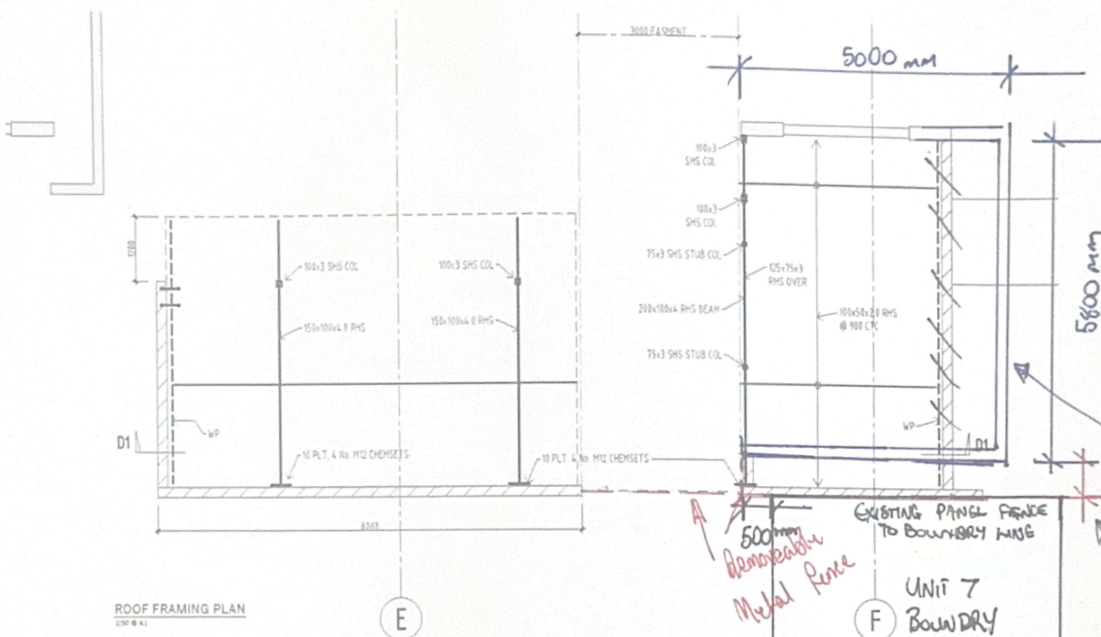 3000 EASMENT
5000 mm
100x3
SHS COL
100x3
SHS COL
75x3 SHS STUB COL
125x75x3
RHS OVER
200x100x4 RHS BEAM
100x50x2.0 RHS
@ 900 CTC
75x3 SHS STUB COL
5800 mm
1200
100x3 SHS COL
100x3 SHS COL
150x100x4.0 RHS
150x100x4.0 RHS
WP
WP
D1
D1
10 PLT, 4 No. M12 CHEMSETS
10 PLT, 4 No. M12 CHEMSETS
500 mm
Removeable
Metal Fence
EXISTING PANEL FENCE
TO BOUNDRY LINE
UNIT 7
BOUNDRY
ROOF FRAMING PLAN
E
F